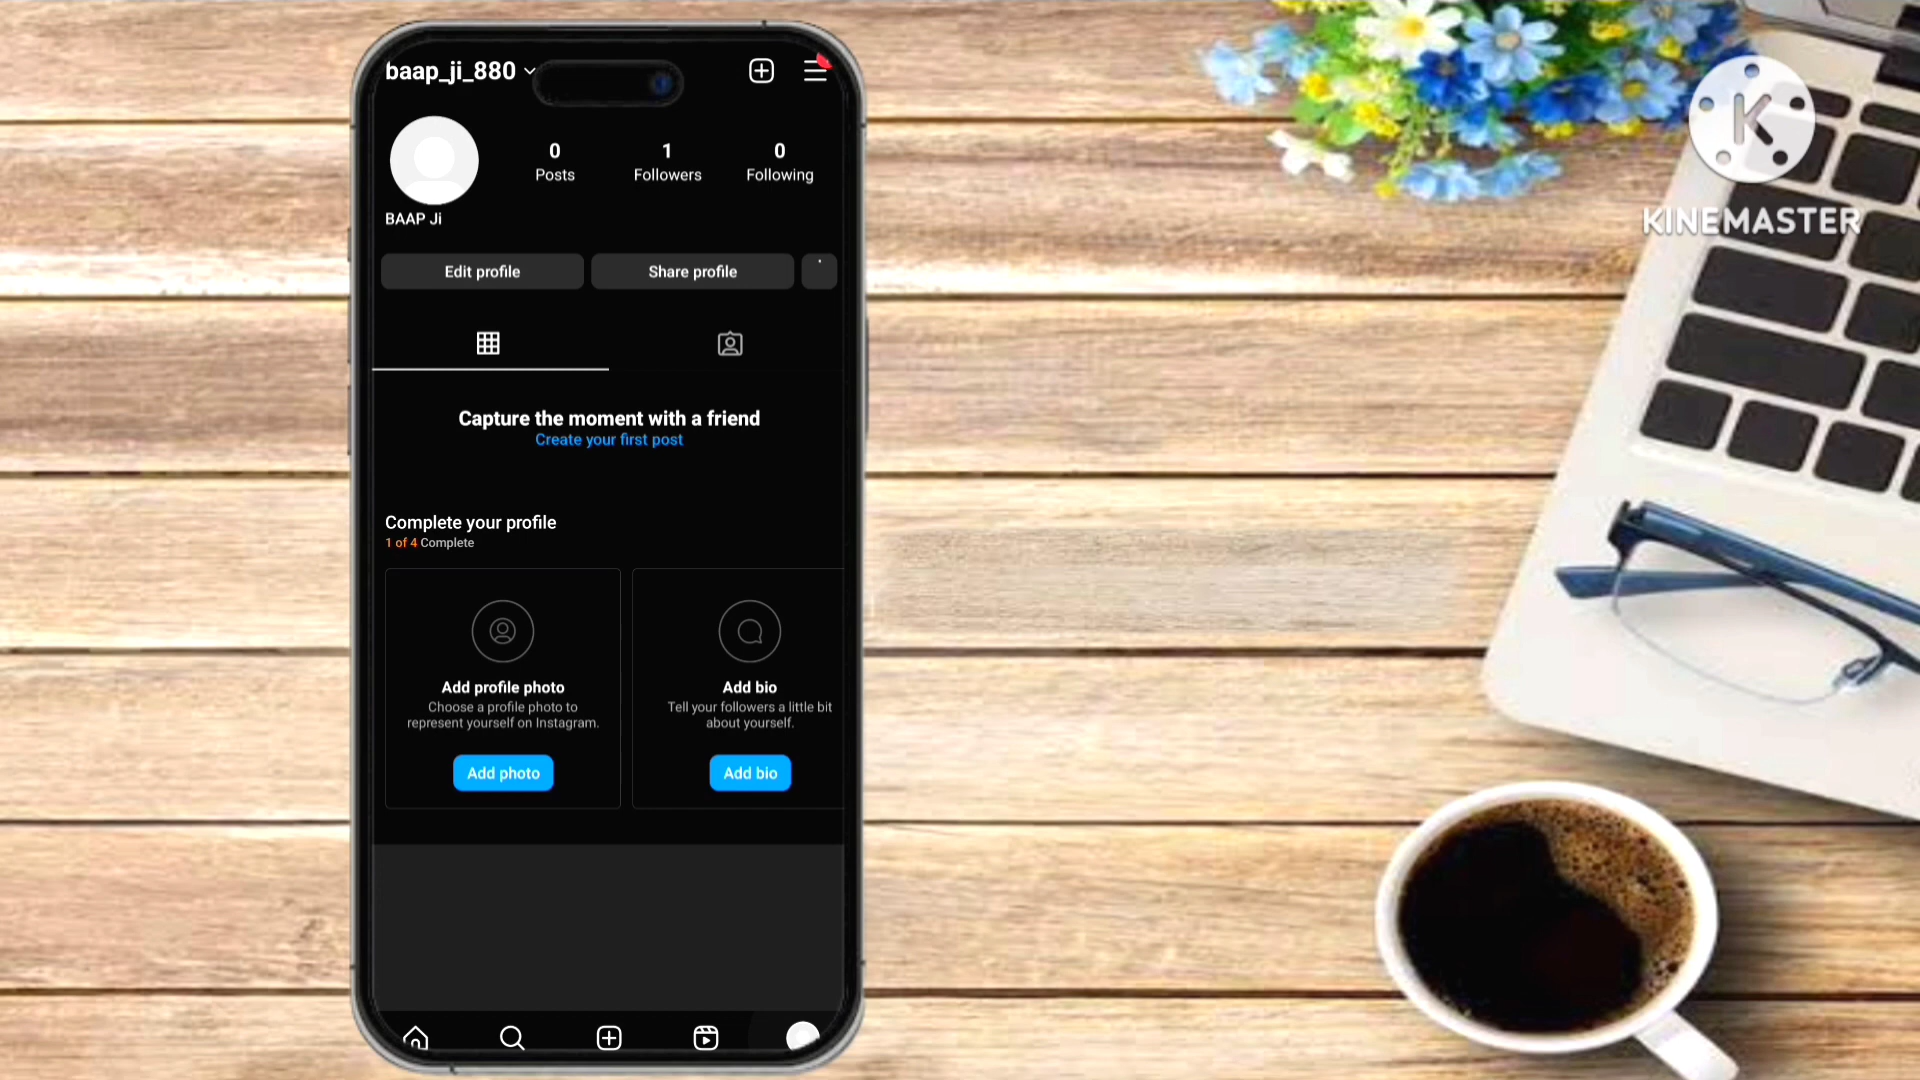 baap_ji_880
0 1 0
Posts Followers Following
BAAP Ji
Edit profile Share profile
Capture the moment with a friend
Create your first post
Complete your profile
1 of 4 Complete
Add profile photo
Choose a profile photo to
represent yourself on Instagram.
Add photo
Add bio
Tell your followers a little bit
about yourself.
Add bio
K
KINEMASTER